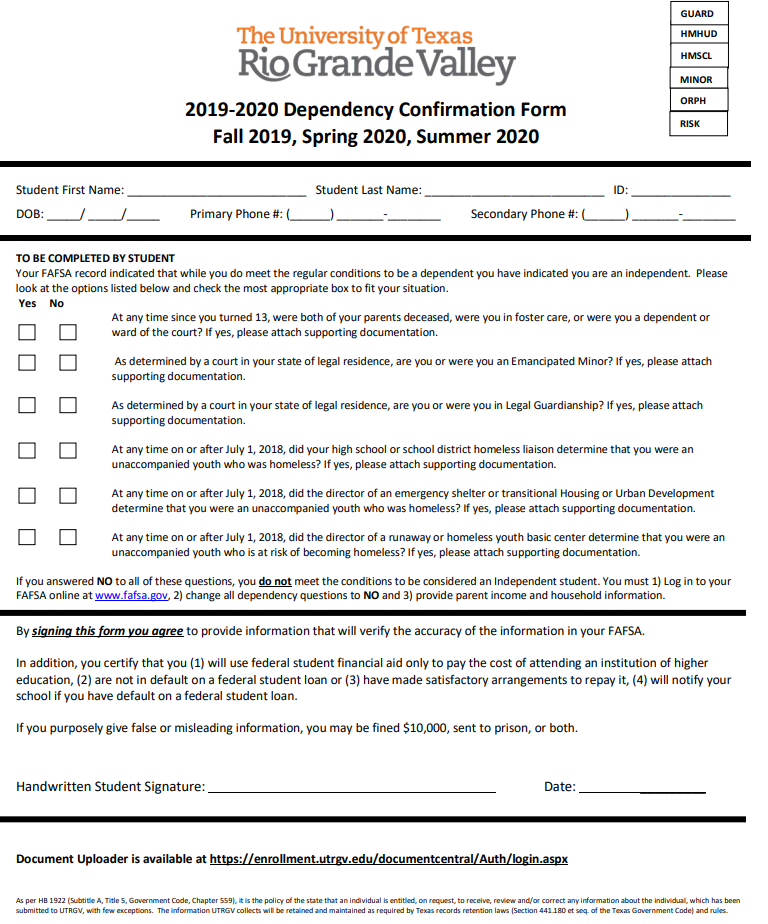 GUARD
HMHUD
HMSCL
MINOR
ORPH
RISK
The University of Texas
Rio Grande Valley
2019-2020 Dependency Confirmation Form
Fall 2019, Spring 2020, Summer 2020
Student First Name: ____________________________ Student Last Name: ____________________________ ID: _______________
DOB: _____/ _____/_____ Primary Phone #: (______) _______-________ Secondary Phone #: (______) _______-________
TO BE COMPLETED BY STUDENT
Your FAFSA record indicated that while you do meet the regular conditions to be a dependent you have indicated you are an independent. Please
look at the options listed below and check the most appropriate box to fit your situation.
Yes No
At any time since you turned 13, were both of your parents deceased, were you in foster care, or were you a dependent or
ward of the court? If yes, please attach supporting documentation.
As determined by a court in your state of legal residence, are you or were you an Emancipated Minor? If yes, please attach
supporting documentation.
As determined by a court in your state of legal residence, are you or were you in Legal Guardianship? If yes, please attach
supporting documentation.
At any time on or after July 1, 2018, did your high school or school district homeless liaison determine that you were an
unaccompanied youth who was homeless? If yes, please attach supporting documentation.
At any time on or after July 1, 2018, did the director of an emergency shelter or transitional Housing or Urban Development
determine that you were an unaccompanied youth who was homeless? If yes, please attach supporting documentation.
At any time on or after July 1, 2018, did the director of a runaway or homeless youth basic center determine that you were an
unaccompanied youth who is at risk of becoming homeless? If yes, please attach supporting documentation.
If you answered NO to all of these questions, you do not meet the conditions to be considered an Independent student. You must 1) Log in to your
FAFSA online at www.fafsa.gov, 2) change all dependency questions to NO and 3) provide parent income and household information.
By signing this form you agree to provide information that will verify the accuracy of the information in your FAFSA.
In addition, you certify that you (1) will use federal student financial aid only to pay the cost of attending an institution of higher
education, (2) are not in default on a federal student loan or (3) have made satisfactory arrangements to repay it, (4) will notify your
school if you have default on a federal student loan.
If you purposely give false or misleading information, you may be fined $10,000, sent to prison, or both.
Handwritten Student Signature: ________________________________________ Date: __________________
Document Uploader is available at https://enrollment.utrgv.edu/documentcentral/Auth/login.aspx
As per HB 1922 (Subtitle A, Title 5, Government Code, Chapter 559), it is the policy of the state that an individual is entitled, on request, to receive, review and/or correct any information about the individual, which has been
submitted to UTRGV, with few exceptions. The information UTRGV collects will be retained and maintained as required by Texas records retention laws (Section 441.180 et seq. of the Texas Government Code) and rules.